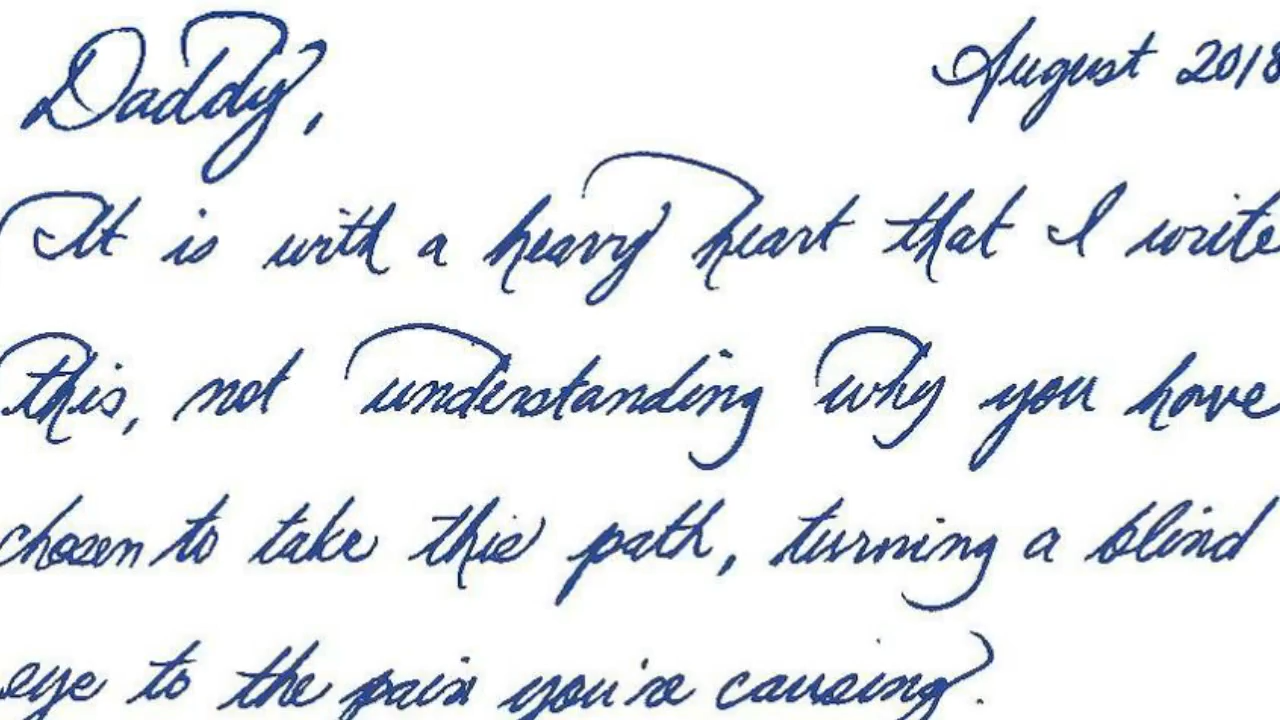 Daddy, August 2018
It is with a heavy heart that I write
this, not understanding why you have
chosen to take this path, turning a blind
eye to the pain you're causing.